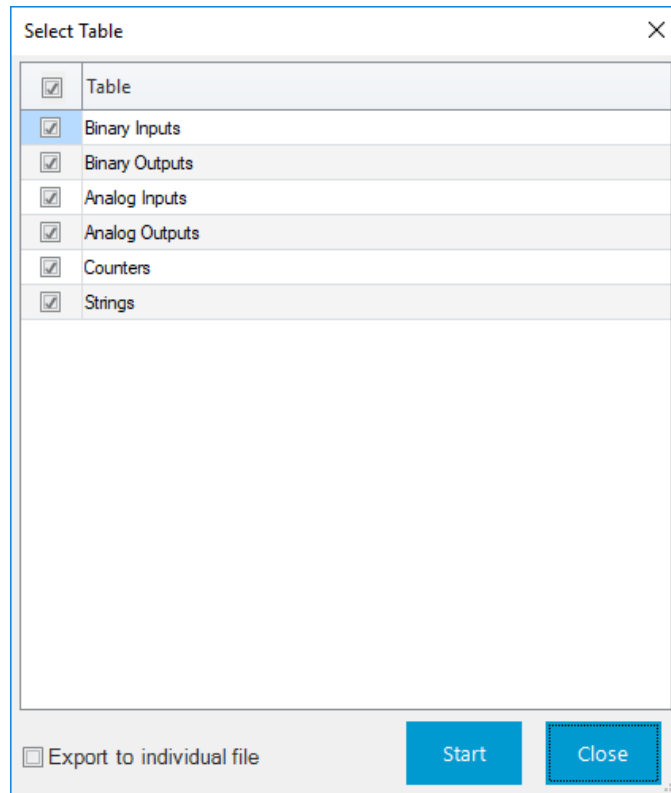 Select Table
Table
Binary Inputs
Binary Outputs
Analog Inputs
Analog Outputs
Counters
Strings
Export to individual file
Start
Close